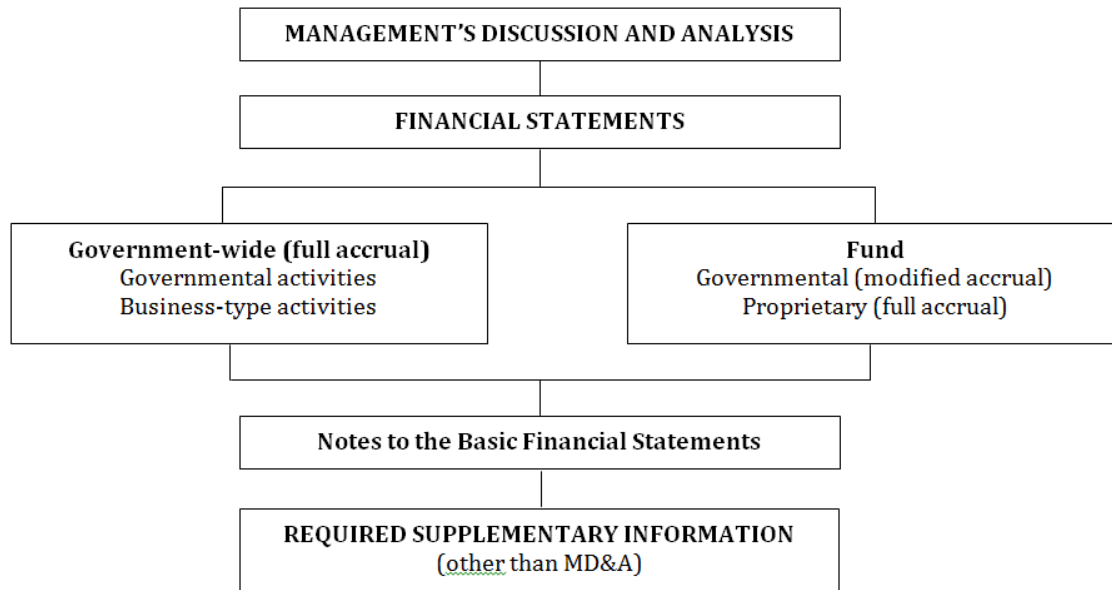 MANAGEMENT’S DISCUSSION AND ANALYSIS
FINANCIAL STATEMENTS
Government-wide (full accrual)
Governmental activities
Business-type activities
Fund
Governmental (modified accrual)
Proprietary (full accrual)
Notes to the Basic Financial Statements
REQUIRED SUPPLEMENTARY INFORMATION
(other than MD&A)